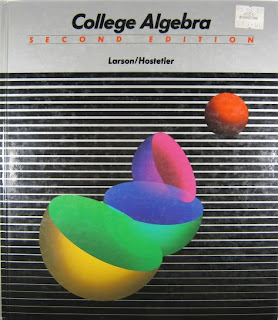 College Algebra
SECOND EDITION
Larson/Hostetler